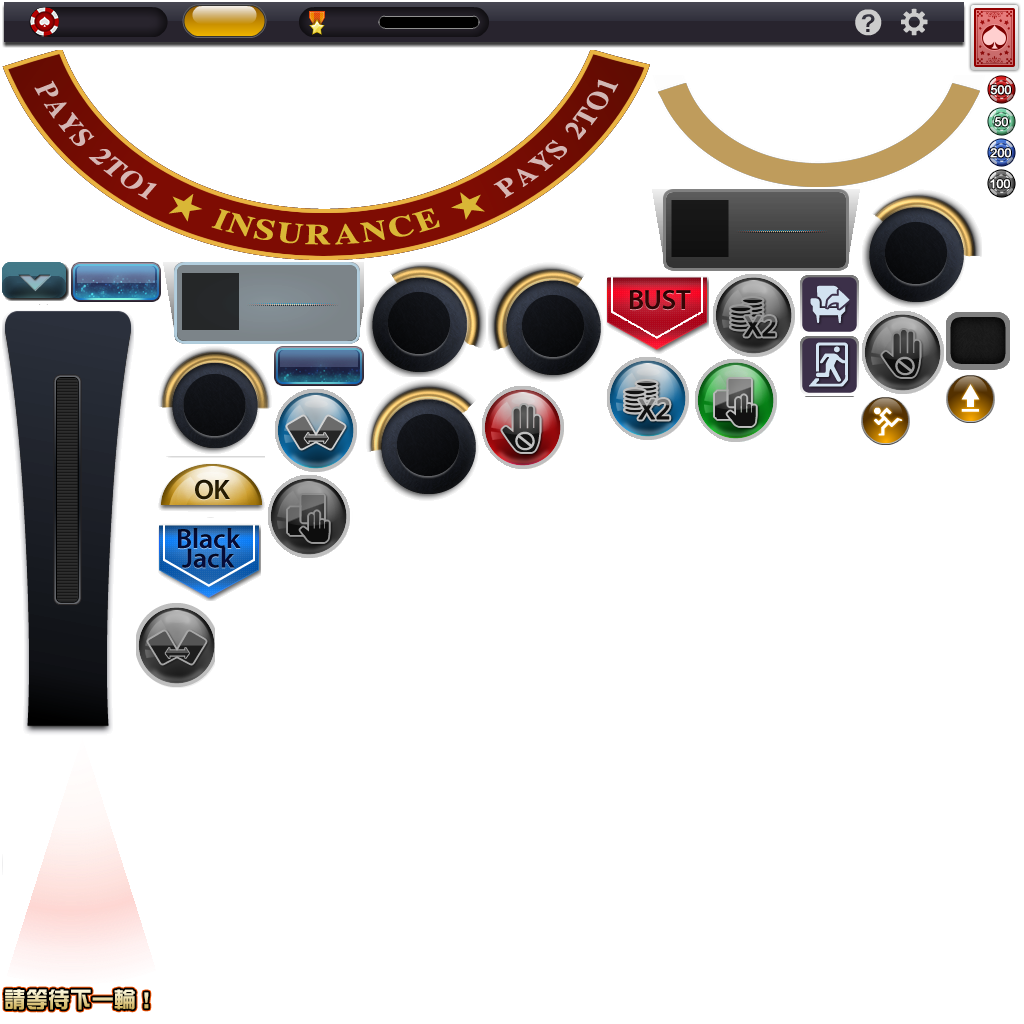 ?
500
50
200
100
PAYS 2TO1 ★ INSURANCE ★ PAYS 2TO1
BUST
X2
X2
OK
Black
Jack
請等待下一輪！